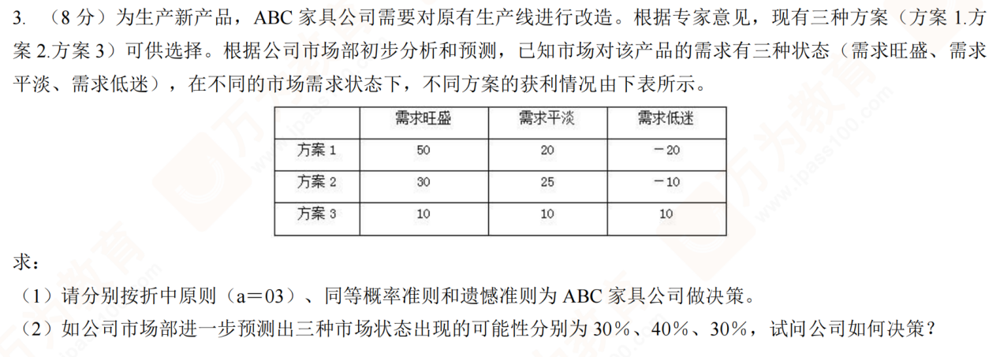 3. （8 分）为生产新产品，ABC 家具公司需要对原有生产线进行改造。根据专家意见，现有三种方案（方案 1.方
案 2.方案 3）可供选择。根据公司市场部初步分析和预测，已知市场对该产品的需求有三种状态（需求旺盛、需求
平淡、需求低迷），在不同的市场需求状态下，不同方案的获利情况由下表所示。
需求旺盛 需求平淡 需求低迷
方案 1 50 20 －20
方案 2 30 25 －10
方案 3 10 10 10
求：
（1）请分别按折中原则（a＝03）、同等概率准则和遗憾准则为 ABC 家具公司做决策。
（2）如公司市场部进一步预测出三种市场状态出现的可能性分别为 30％、40％、30％，试问公司如何决策？
万为教育
www.ipass100.com